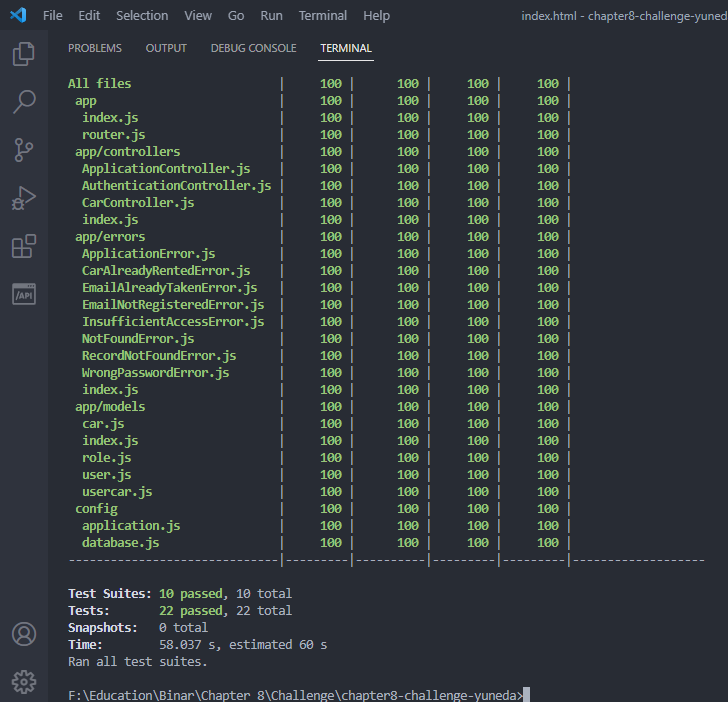 File Edit Selection View Go Run Terminal Help index.html - chapter8-challenge-yuned
PROBLEMS OUTPUT DEBUG CONSOLE TERMINAL
All files | 100 | 100 | 100 | 100 |
app | 100 | 100 | 100 | 100 |
index.js | 100 | 100 | 100 | 100 |
router.js | 100 | 100 | 100 | 100 |
app/controllers | 100 | 100 | 100 | 100 |
ApplicationController.js | 100 | 100 | 100 | 100 |
AuthenticationController.js | 100 | 100 | 100 | 100 |
CarController.js | 100 | 100 | 100 | 100 |
index.js | 100 | 100 | 100 | 100 |
app/errors | 100 | 100 | 100 | 100 |
ApplicationError.js | 100 | 100 | 100 | 100 |
CarAlreadyRentedError.js | 100 | 100 | 100 | 100 |
EmailAlreadyTakenError.js | 100 | 100 | 100 | 100 |
EmailNotRegisteredError.js | 100 | 100 | 100 | 100 |
InsufficientAccessError.js | 100 | 100 | 100 | 100 |
NotFoundError.js | 100 | 100 | 100 | 100 |
RecordNotFoundError.js | 100 | 100 | 100 | 100 |
WrongPasswordError.js | 100 | 100 | 100 | 100 |
index.js | 100 | 100 | 100 | 100 |
app/models | 100 | 100 | 100 | 100 |
car.js | 100 | 100 | 100 | 100 |
index.js | 100 | 100 | 100 | 100 |
role.js | 100 | 100 | 100 | 100 |
user.js | 100 | 100 | 100 | 100 |
usercar.js | 100 | 100 | 100 | 100 |
config | 100 | 100 | 100 | 100 |
application.js | 100 | 100 | 100 | 100 |
database.js | 100 | 100 | 100 | 100 |
------------------------------|---------|----------|---------|---------|-------------------
Test Suites: 10 passed, 10 total
Tests: 22 passed, 22 total
Snapshots: 0 total
Time: 58.037 s, estimated 60 s
Ran all test suites.
F:\Education\Binar\Chapter 8\Challenge\chapter8-challenge-yuneda>
/API